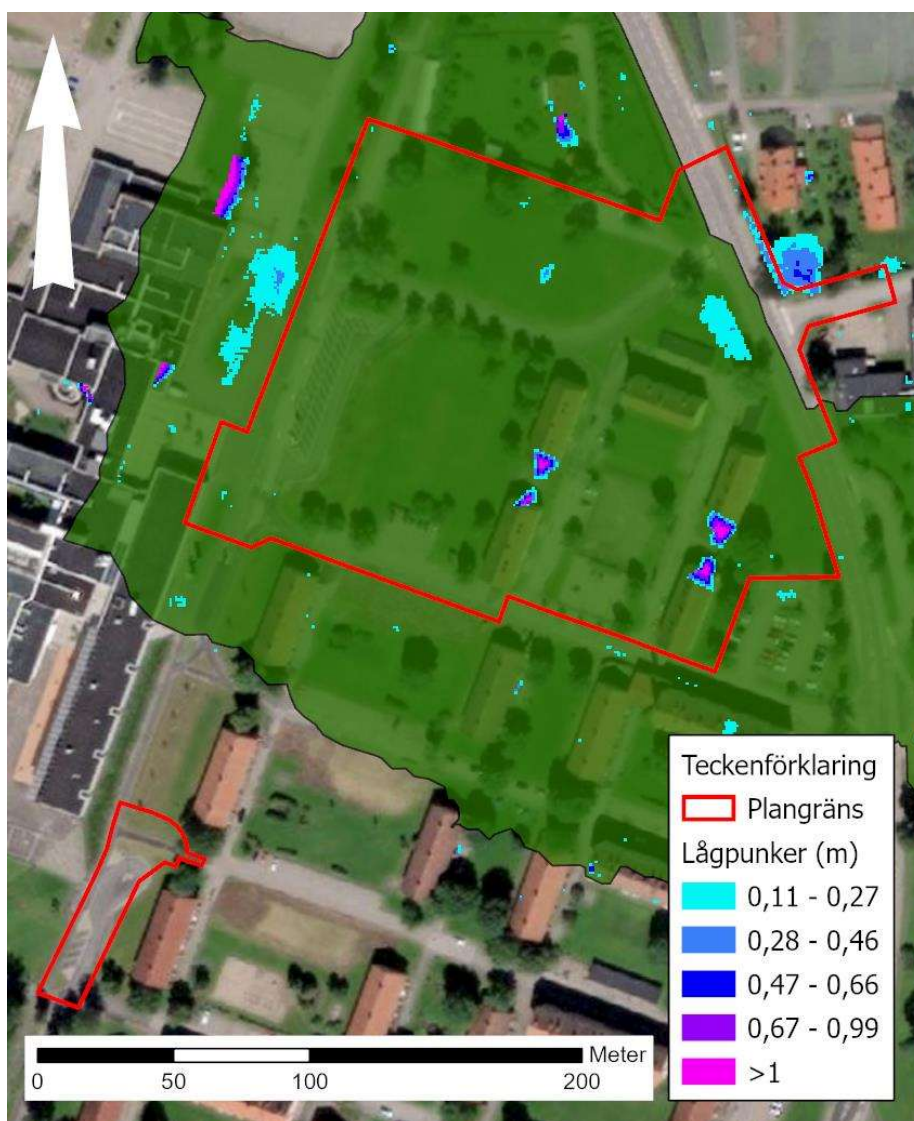 Teckenförklaring
Plangräns
Lågpunker (m)
0,11 - 0,27
0,28 - 0,46
0,47 - 0,66
0,67 - 0,99
>1
Meter
0 50 100 200